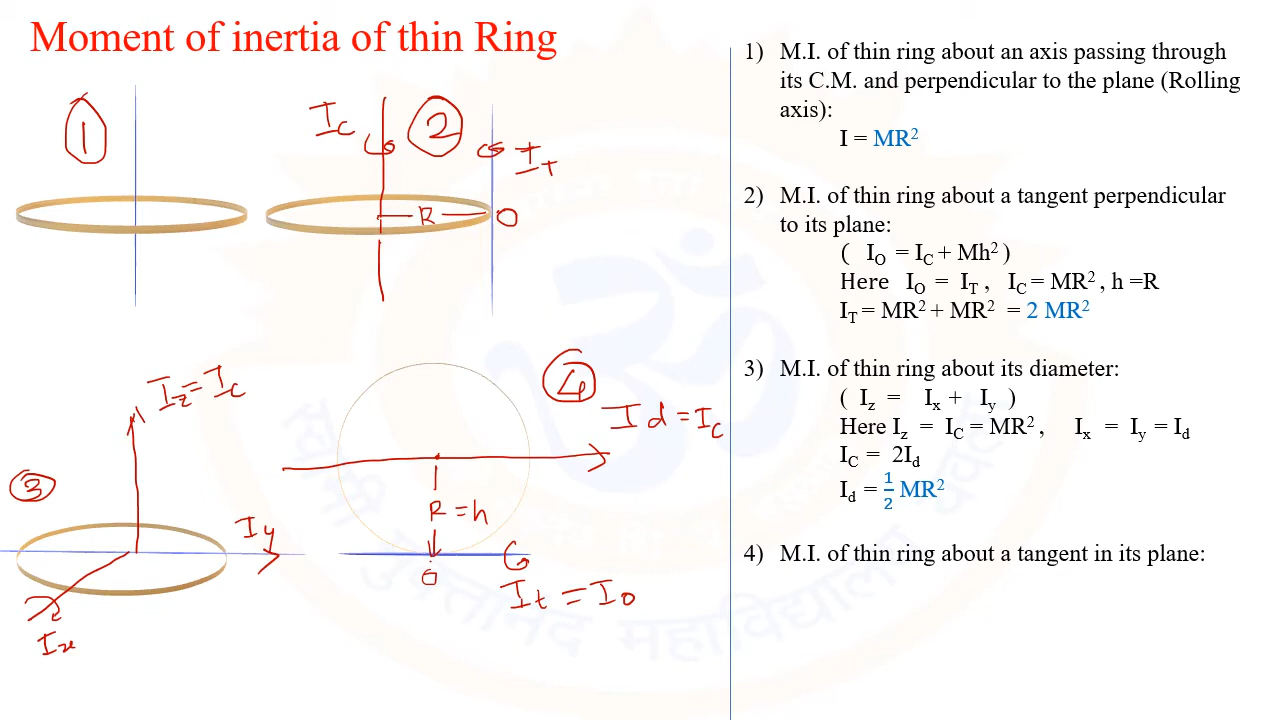 Moment of inertia of thin Ring
1
I_C
2
I_T
R
O
I_z = I_C
3
I_y
I_x
4
I_d = I_C
R = h
O
I_t = I_O
1) M.I. of thin ring about an axis passing through
its C.M. and perpendicular to the plane (Rolling
axis):
I = MR²
2) M.I. of thin ring about a tangent perpendicular
to its plane:
( I_O = I_C + Mh² )
Here I_O = I_T , I_C = MR² , h =R
I_T = MR² + MR² = 2 MR²
3) M.I. of thin ring about its diameter:
( I_z = I_x + I_y )
Here I_z = I_C = MR² , I_x = I_y = I_d
I_C = 2I_d
I_d = 1/2 MR²
4) M.I. of thin ring about a tangent in its plane: